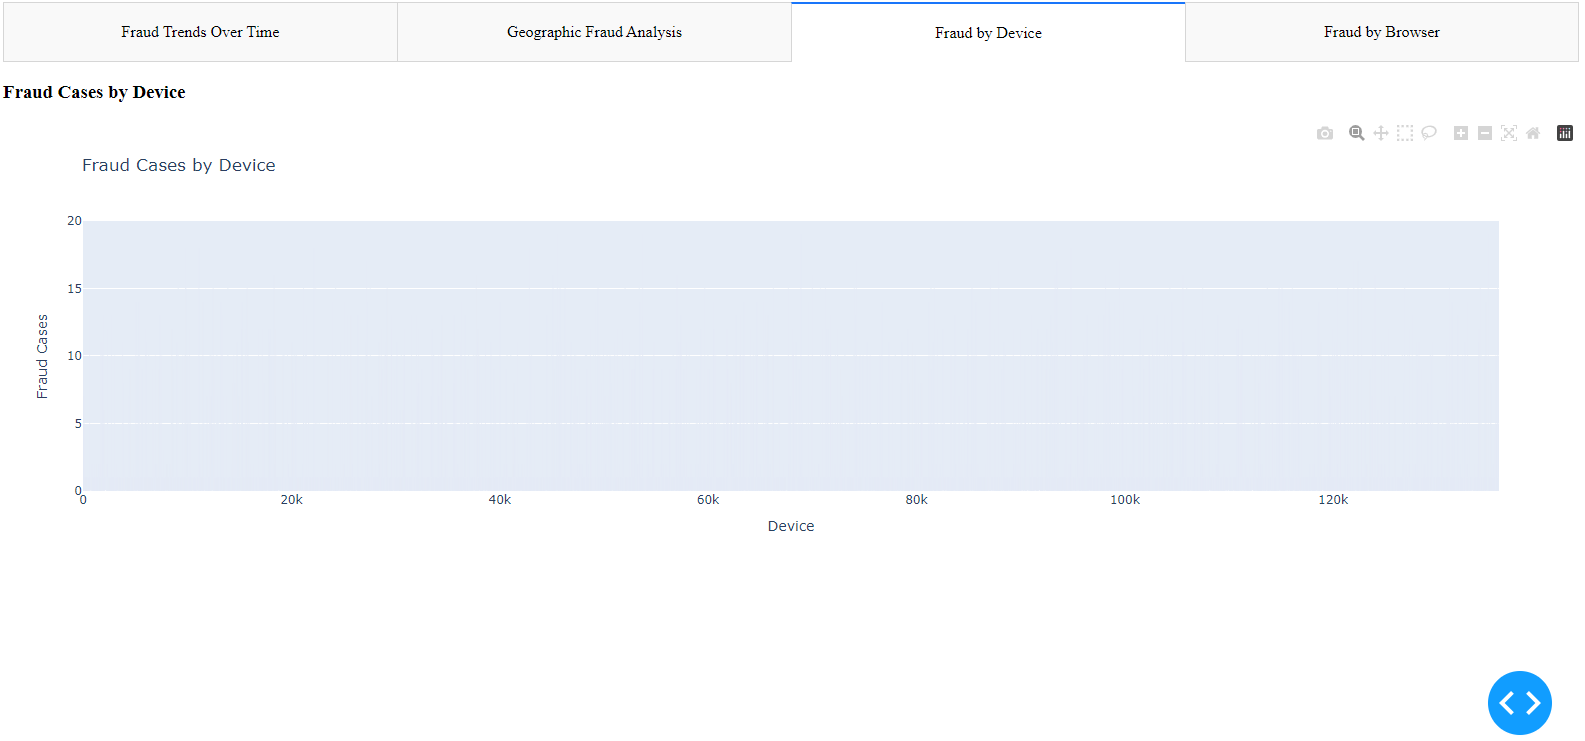 Fraud Trends Over Time
Geographic Fraud Analysis
Fraud by Device
Fraud by Browser
Fraud Cases by Device
Fraud Cases by Device
20
15
10
5
0
Fraud Cases
0
20k
40k
60k
80k
100k
120k
Device